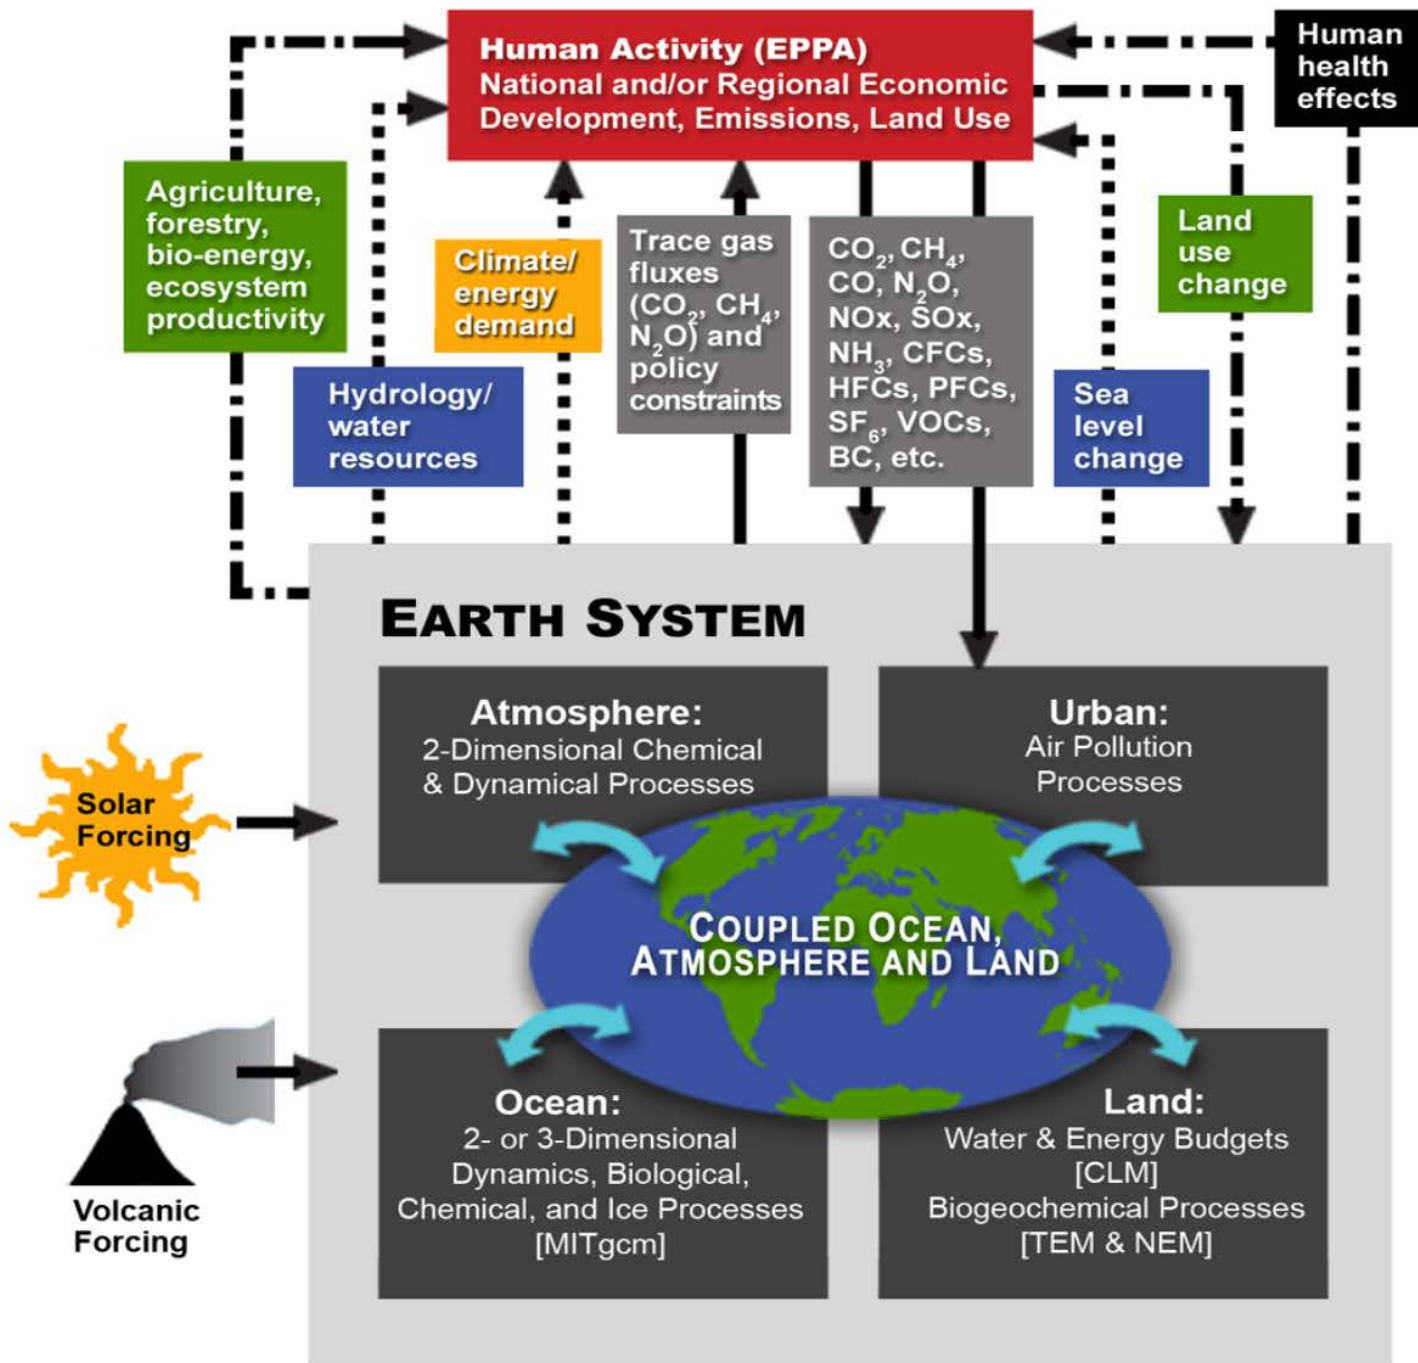 Human Activity (EPPA)
National and/or Regional Economic
Development, Emissions, Land Use
Human
health
effects
Agriculture,
forestry,
bio-energy,
ecosystem
productivity
Hydrology/
water
resources
Climate/
energy
demand
Trace gas
fluxes
(CO₂, CH₄,
N₂O) and
policy
constraints
CO₂, CH₄,
CO, N₂O,
NOx, SOx,
NH₃, CFCs,
HFCs, PFCs,
SF₆, VOCs,
BC, etc.
Sea
level
change
Land
use
change
EARTH SYSTEM
Atmosphere:
2-Dimensional Chemical
& Dynamical Processes
Urban:
Air Pollution
Processes
Solar
Forcing
COUPLED OCEAN,
ATMOSPHERE AND LAND
Volcanic
Forcing
Ocean:
2- or 3-Dimensional
Dynamics, Biological,
Chemical, and Ice Processes
[MITgcm]
Land:
Water & Energy Budgets
[CLM]
Biogeochemical Processes
[TEM & NEM]